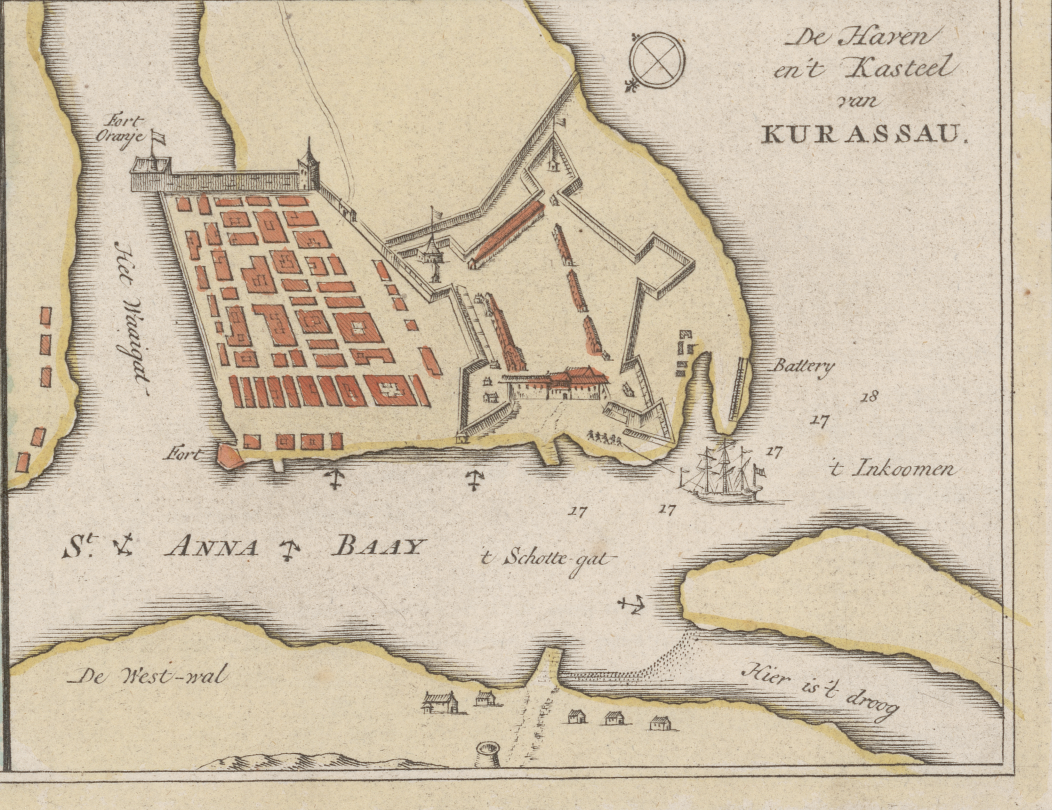 De Haven
en 't Kasteel
van
KURASSAU.
Fort
Oranje
Het Waaigat
Battery
18
17
17
't Inkoomen
Fort
17
17
St. ANNA BAAY
't Schotte-gat
De West-wal
Hier is 't droog